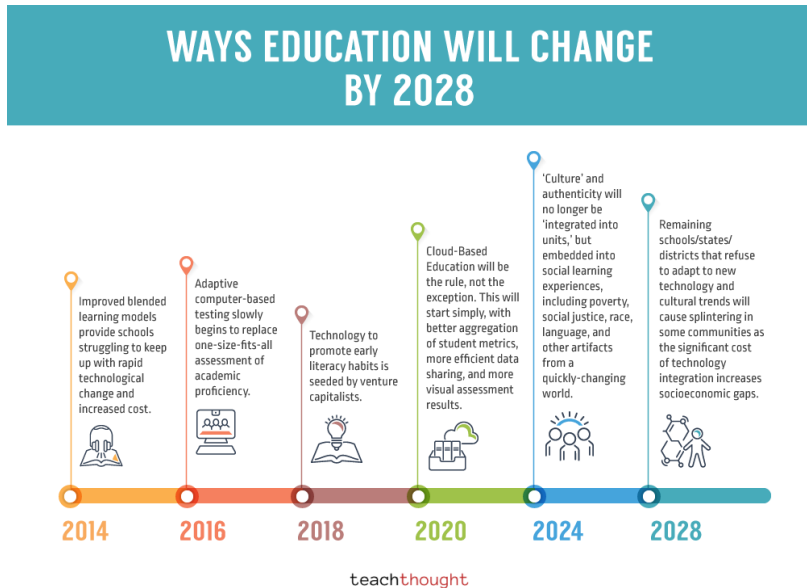 WAYS EDUCATION WILL CHANGE
BY 2028
Improved blended
learning models
provide schools
struggling to keep
up with rapid
technological
change and
increased cost.
Adaptive
computer-based
testing slowly
begins to replace
one-size-fits-all
assessment of
academic
proficiency.
Technology to
promote early
literacy habits is
seeded by venture
capitalists.
Cloud-Based
Education will be
the rule, not the
exception. This will
start simply, with
better aggregation
of student metrics,
more efficient data
sharing, and more
visual assessment
results.
'Culture' and
authenticity will
no longer be
'integrated into
units,' but
embedded into
social learning
experiences,
including poverty,
social justice, race,
language, and
other artifacts
from a
quickly-changing
world.
Remaining
schools/states/
districts that refuse
to adapt to new
technology and
cultural trends will
cause splintering in
some communities as
the significant cost
of technology
integration increases
socioeconomic gaps.
2014
2016
2018
2020
2024
2028
teachthought